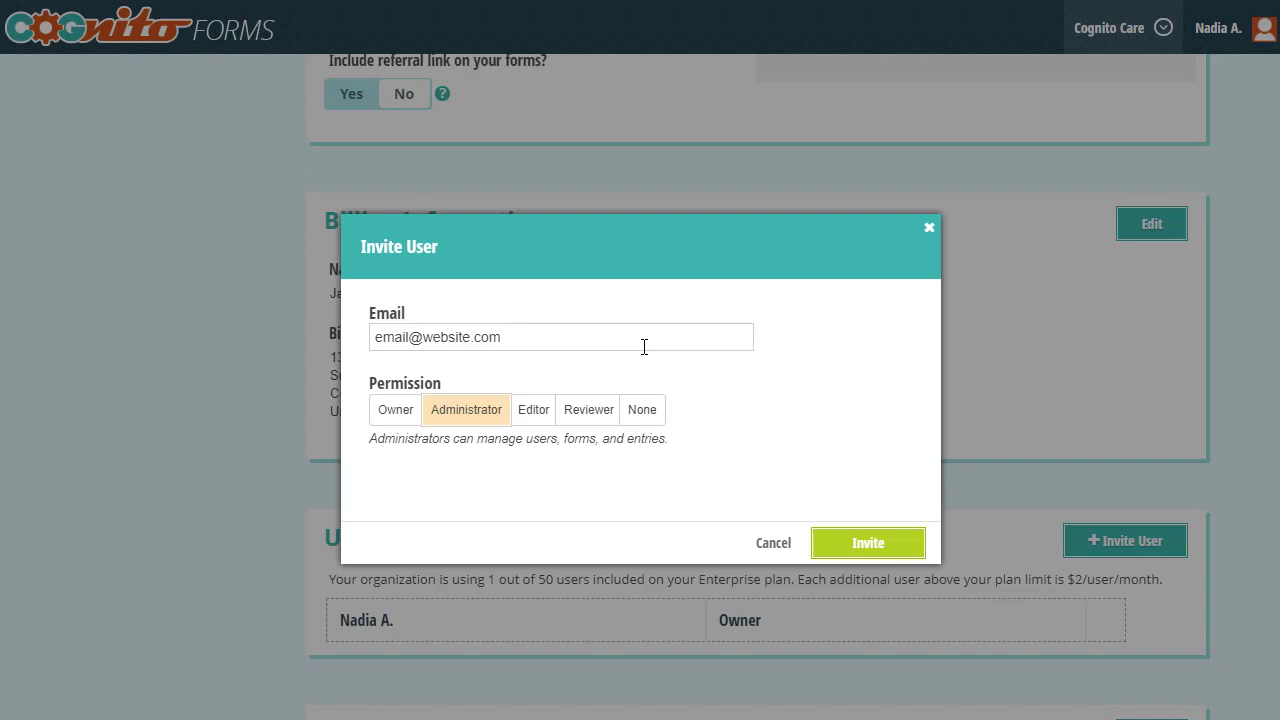 Cognito FORMS
Cognito Care
Nadia A.
Include referral link on your forms?
Yes No ?
Edit
Invite User
Email
email@website.com
Permission
Owner Administrator Editor Reviewer None
Administrators can manage users, forms, and entries.
Cancel Invite
+ Invite User
Your organization is using 1 out of 50 users included on your Enterprise plan. Each additional user above your plan limit is $2/user/month.
Nadia A. Owner